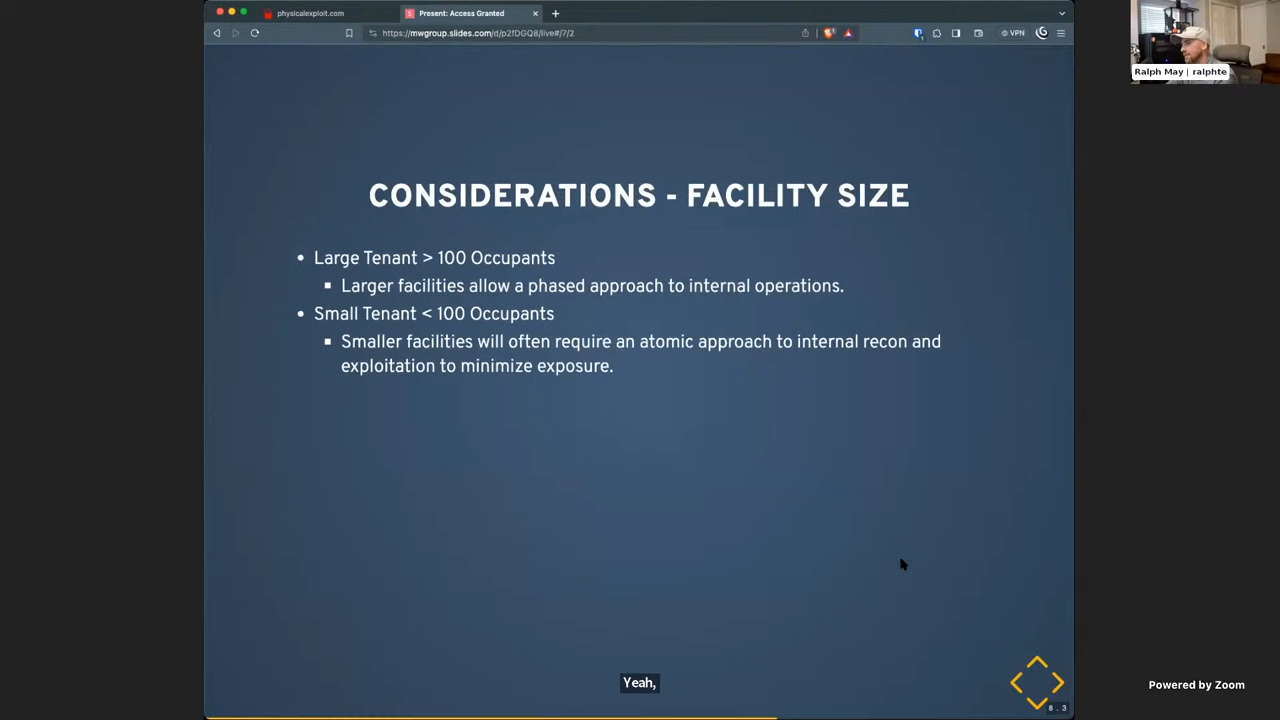 physicalexploit.com
S Present: Access Granted
https://mwgroup.slides.com/d/p2fDGQ8/live#/7/2
VPN
Ralph May | ralphte
CONSIDERATIONS - FACILITY SIZE
• Large Tenant > 100 Occupants
▪ Larger facilities allow a phased approach to internal operations.
• Small Tenant < 100 Occupants
▪ Smaller facilities will often require an atomic approach to internal recon and
exploitation to minimize exposure.
Yeah,
Powered by Zoom
8.3